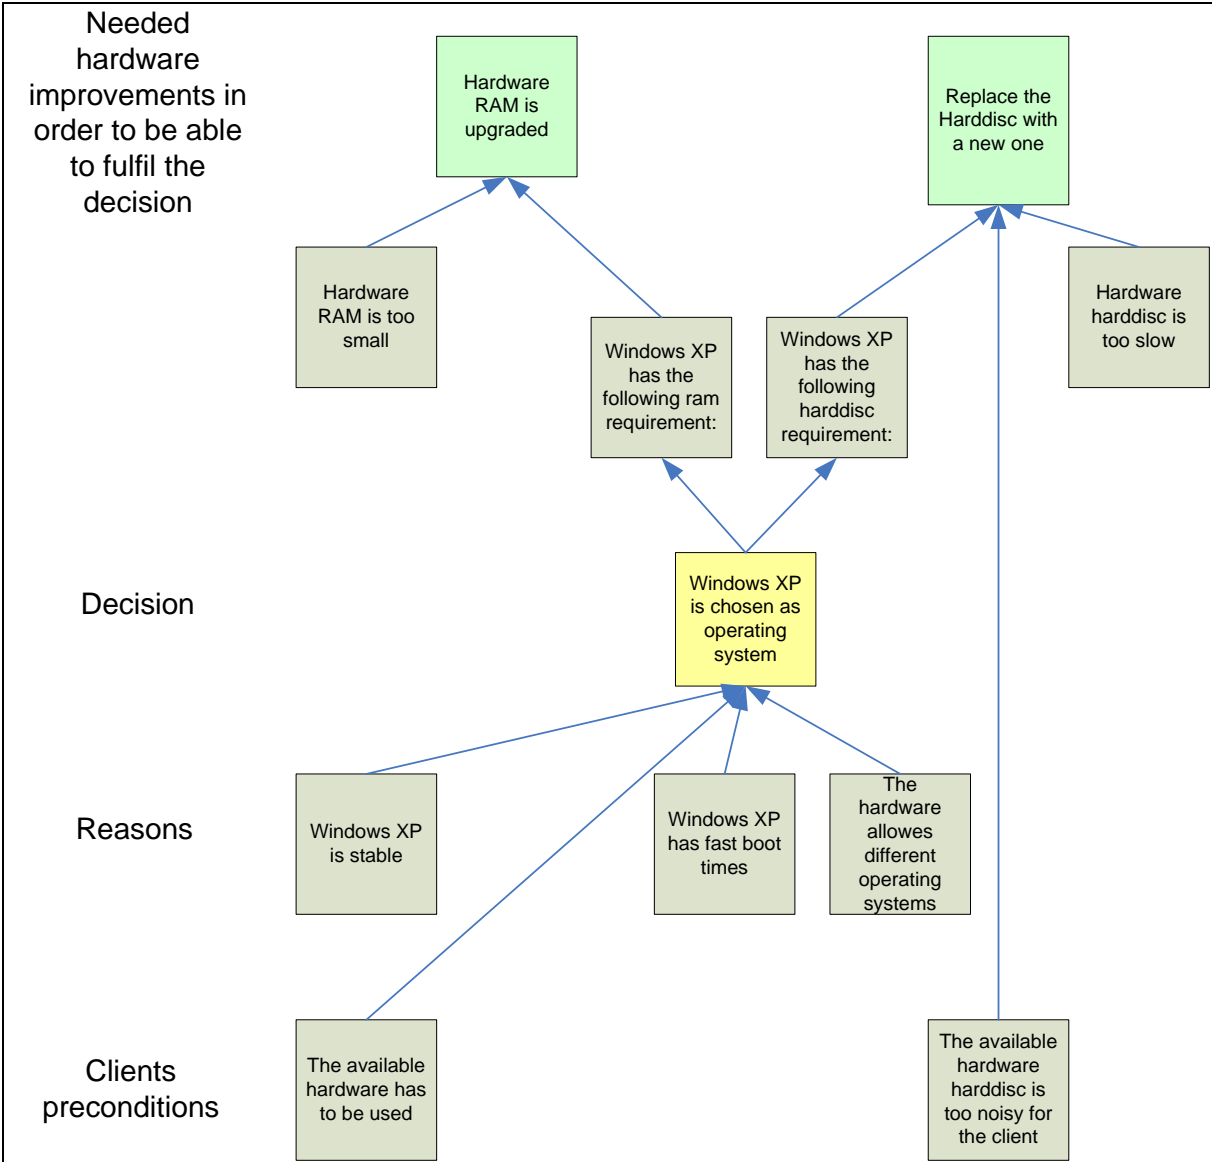 Needed
hardware
improvements in
order to be able
to fulfil the
decision
Hardware
RAM is
upgraded
Replace the
Harddisc with
a new one
Hardware
RAM is too
small
Windows XP
has the
following ram
requirement:
Windows XP
has the
following
harddisc
requirement:
Hardware
harddisc is
too slow
Decision
Windows XP
is chosen as
operating
system
Reasons
Windows XP
is stable
Windows XP
has fast boot
times
The
hardware
allowes
different
operating
systems
Clients
preconditions
The available
hardware has
to be used
The available
hardware
harddisc is
too noisy for
the client